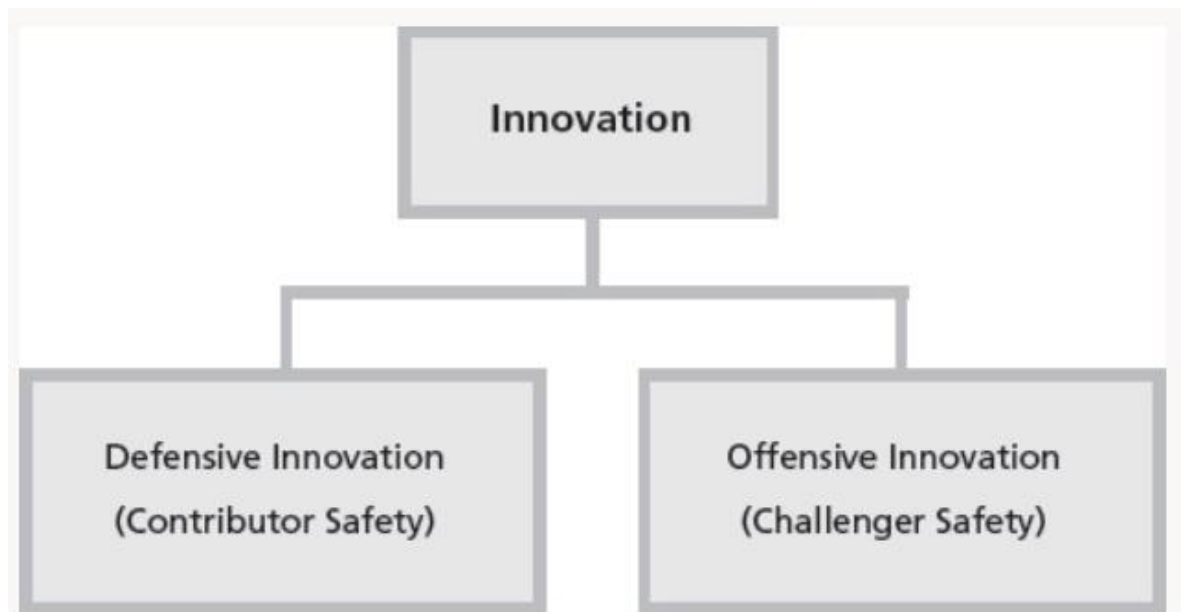 Innovation
Defensive Innovation
(Contributor Safety)
Offensive Innovation
(Challenger Safety)